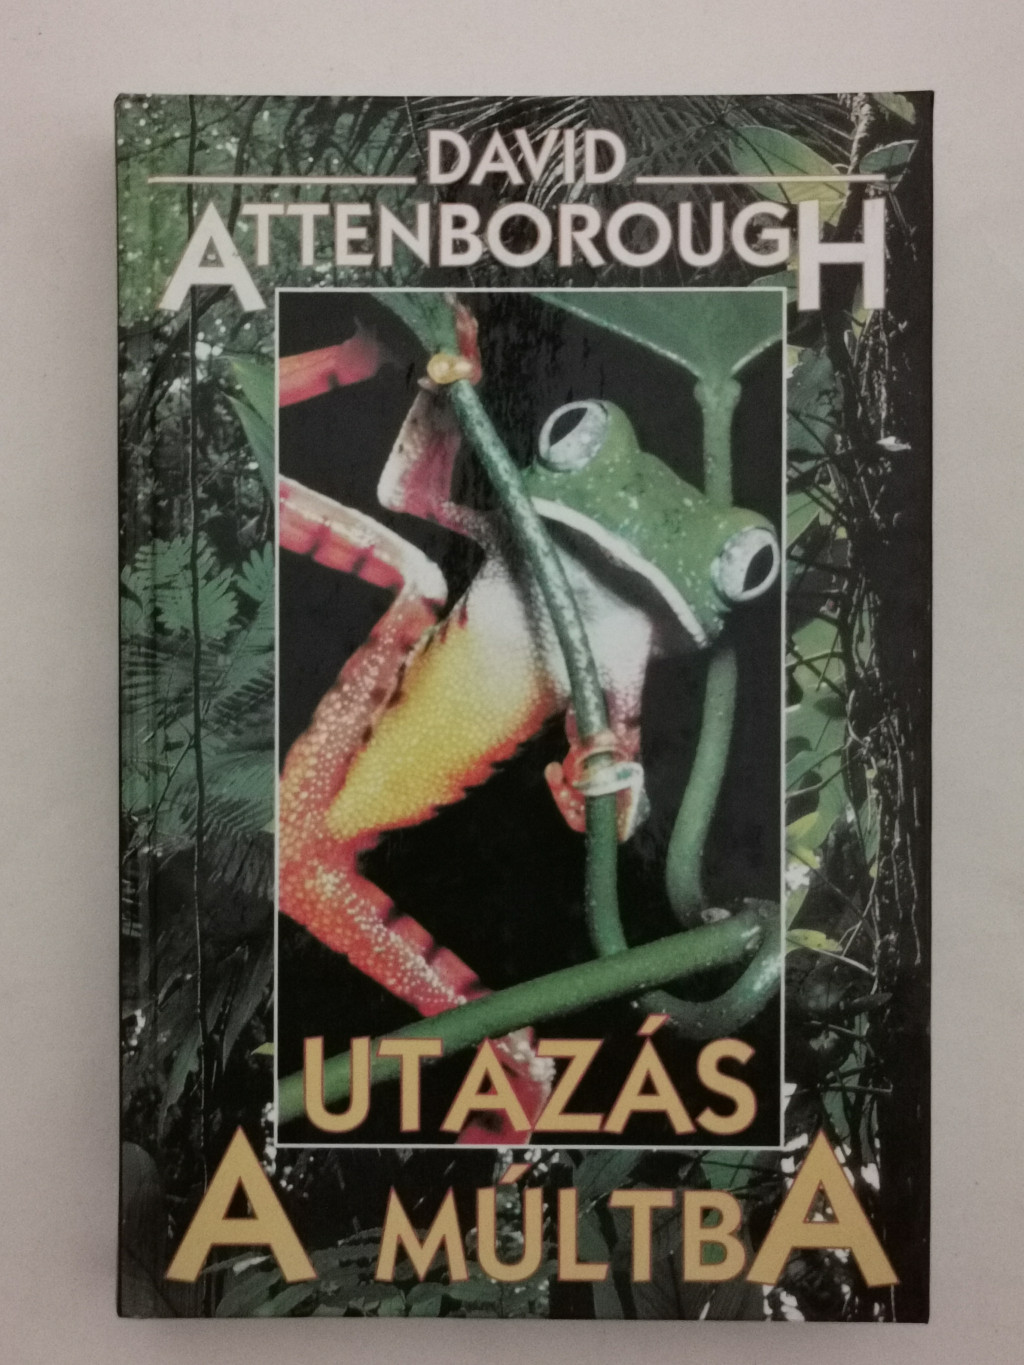 DAVID
ATTENBOROUGH
UTAZÁS
A MÚLTBA